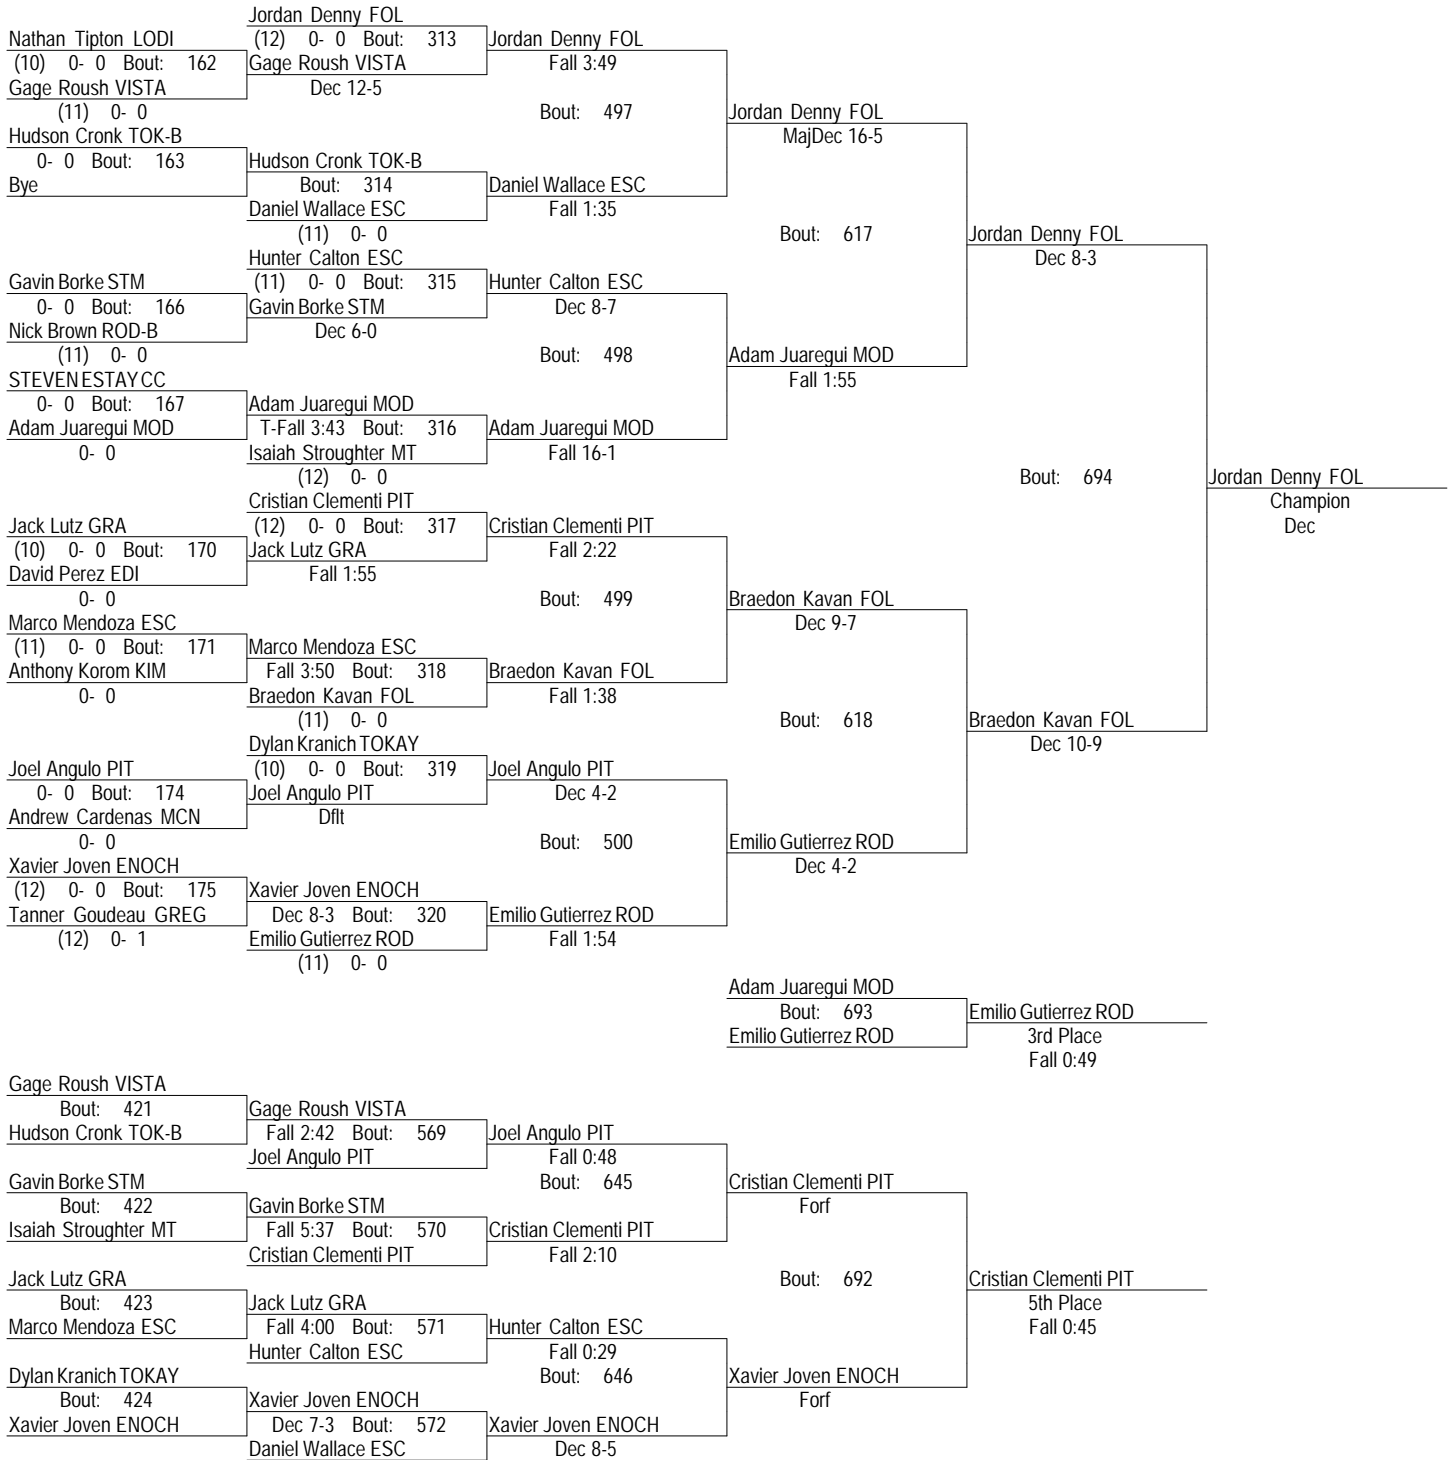 Jordan Denny FOL
Nathan Tipton LODI
(12) 0- 0 Bout: 313
Jordan Denny FOL
(10) 0- 0 Bout: 162
Gage Roush VISTA
Fall 3:49
Gage Roush VISTA
Dec 12-5
(11) 0- 0
Bout: 497
Jordan Denny FOL
Hudson Cronk TOK-B
MajDec 16-5
0- 0 Bout: 163
Hudson Cronk TOK-B
Bye
Bout: 314
Daniel Wallace ESC
Daniel Wallace ESC
Fall 1:35
(11) 0- 0
Bout: 617
Jordan Denny FOL
Hunter Calton ESC
Dec 8-3
Gavin Borke STM
(11) 0- 0 Bout: 315
Hunter Calton ESC
0- 0 Bout: 166
Gavin Borke STM
Dec 8-7
Nick Brown ROD-B
Dec 6-0
(11) 0- 0
Bout: 498
Adam Juaregui MOD
STEVEN ESTAY CC
Fall 1:55
0- 0 Bout: 167
Adam Juaregui MOD
Adam Juaregui MOD
T-Fall 3:43 Bout: 316
Adam Juaregui MOD
0- 0
Isaiah Stroughter MT
Fall 16-1
(12) 0- 0
Bout: 694
Jordan Denny FOL
Cristian Clementi PIT
Champion
Jack Lutz GRA
(12) 0- 0 Bout: 317
Cristian Clementi PIT
Dec
(10) 0- 0 Bout: 170
Jack Lutz GRA
Fall 2:22
David Perez EDI
Fall 1:55
0- 0
Bout: 499
Braedon Kavan FOL
Marco Mendoza ESC
Dec 9-7
(11) 0- 0 Bout: 171
Marco Mendoza ESC
Anthony Korom KIM
Fall 3:50 Bout: 318
Braedon Kavan FOL
0- 0
Braedon Kavan FOL
Fall 1:38
(11) 0- 0
Bout: 618
Braedon Kavan FOL
Dylan Kranich TOKAY
Dec 10-9
Joel Angulo PIT
(10) 0- 0 Bout: 319
Joel Angulo PIT
0- 0 Bout: 174
Joel Angulo PIT
Dec 4-2
Andrew Cardenas MCN
Dflt
0- 0
Bout: 500
Emilio Gutierrez ROD
Xavier Joven ENOCH
Dec 4-2
(12) 0- 0 Bout: 175
Xavier Joven ENOCH
Tanner Goudeau GREG
Dec 8-3 Bout: 320
Emilio Gutierrez ROD
(12) 0- 1
Emilio Gutierrez ROD
Fall 1:54
(11) 0- 0
Adam Juaregui MOD
Bout: 693
Emilio Gutierrez ROD
Emilio Gutierrez ROD
3rd Place
Fall 0:49
Gage Roush VISTA
Bout: 421
Gage Roush VISTA
Hudson Cronk TOK-B
Fall 2:42 Bout: 569
Joel Angulo PIT
Joel Angulo PIT
Fall 0:48
Gavin Borke STM
Bout: 645
Cristian Clementi PIT
Bout: 422
Gavin Borke STM
Forf
Isaiah Stroughter MT
Fall 5:37 Bout: 570
Cristian Clementi PIT
Cristian Clementi PIT
Fall 2:10
Jack Lutz GRA
Bout: 692
Cristian Clementi PIT
Bout: 423
Jack Lutz GRA
5th Place
Marco Mendoza ESC
Fall 4:00 Bout: 571
Hunter Calton ESC
Fall 0:45
Hunter Calton ESC
Fall 0:29
Dylan Kranich TOKAY
Bout: 646
Xavier Joven ENOCH
Bout: 424
Xavier Joven ENOCH
Forf
Xavier Joven ENOCH
Dec 7-3 Bout: 572
Xavier Joven ENOCH
Daniel Wallace ESC
Dec 8-5